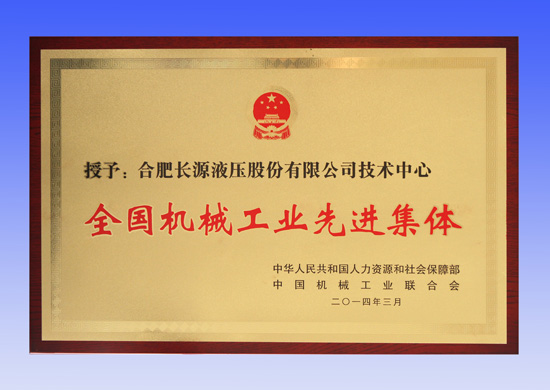 授予：合肥长源液压股份有限公司技术中心
全国机械工业先进集体
中华人民共和国人力资源和社会保障部
中国机械工业联合会
二〇一四年三月